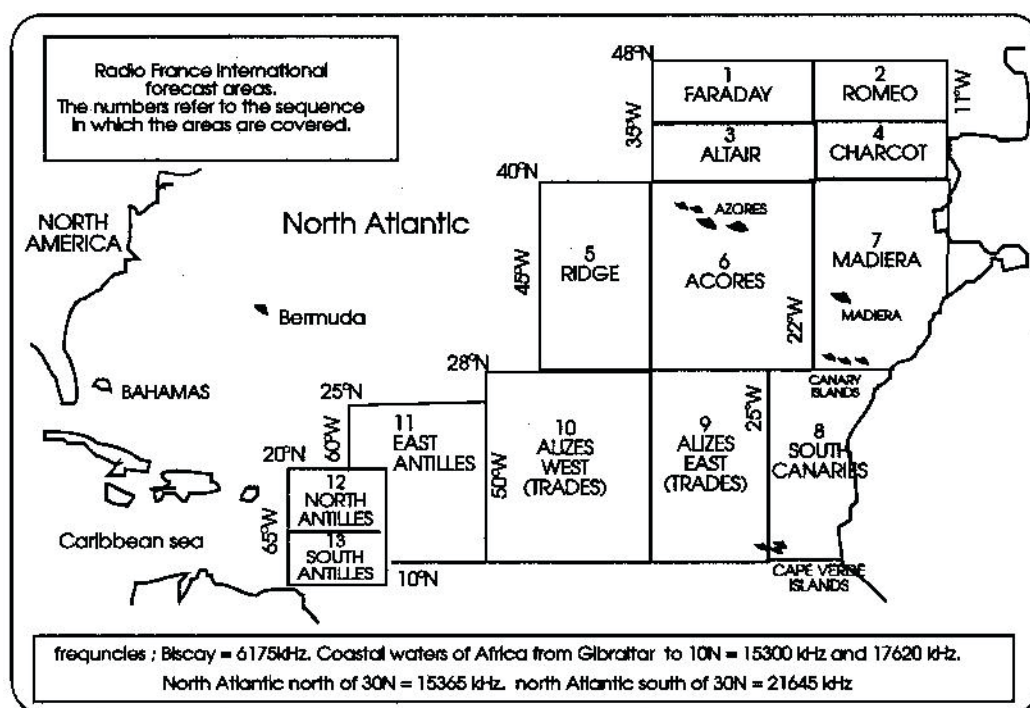 Radio France International
forecast areas.
The numbers refer to the sequence
in which the areas are covered.
48°N
1
FARADAY
2
ROMEO
11°W
35°W
3
ALTAIR
4
CHARCOT
40°N
NORTH
AMERICA
North Atlantic
AZORES
5
RIDGE
45°W
6
ACORES
7
MADIERA
22°W
MADIERA
Bermuda
28°N
CANARY
ISLANDS
BAHAMAS
25°N
60°W
11
EAST
ANTILLES
10
ALIZES
WEST
(TRADES)
50°W
9
ALIZES
EAST
(TRADES)
25°W
8
SOUTH
CANARIES
20°N
12
NORTH
ANTILLES
65°W
13
SOUTH
ANTILLES
Caribbean sea
10°N
CAPE VERDE
ISLANDS
frequncies ; Biscay = 6175kHz. Coastal waters of Africa from Gibraltar to 10N = 15300 kHz and 17620 kHz.
North Atlantic north of 30N = 15365 kHz. north Atlantic south of 30N = 21645 kHz